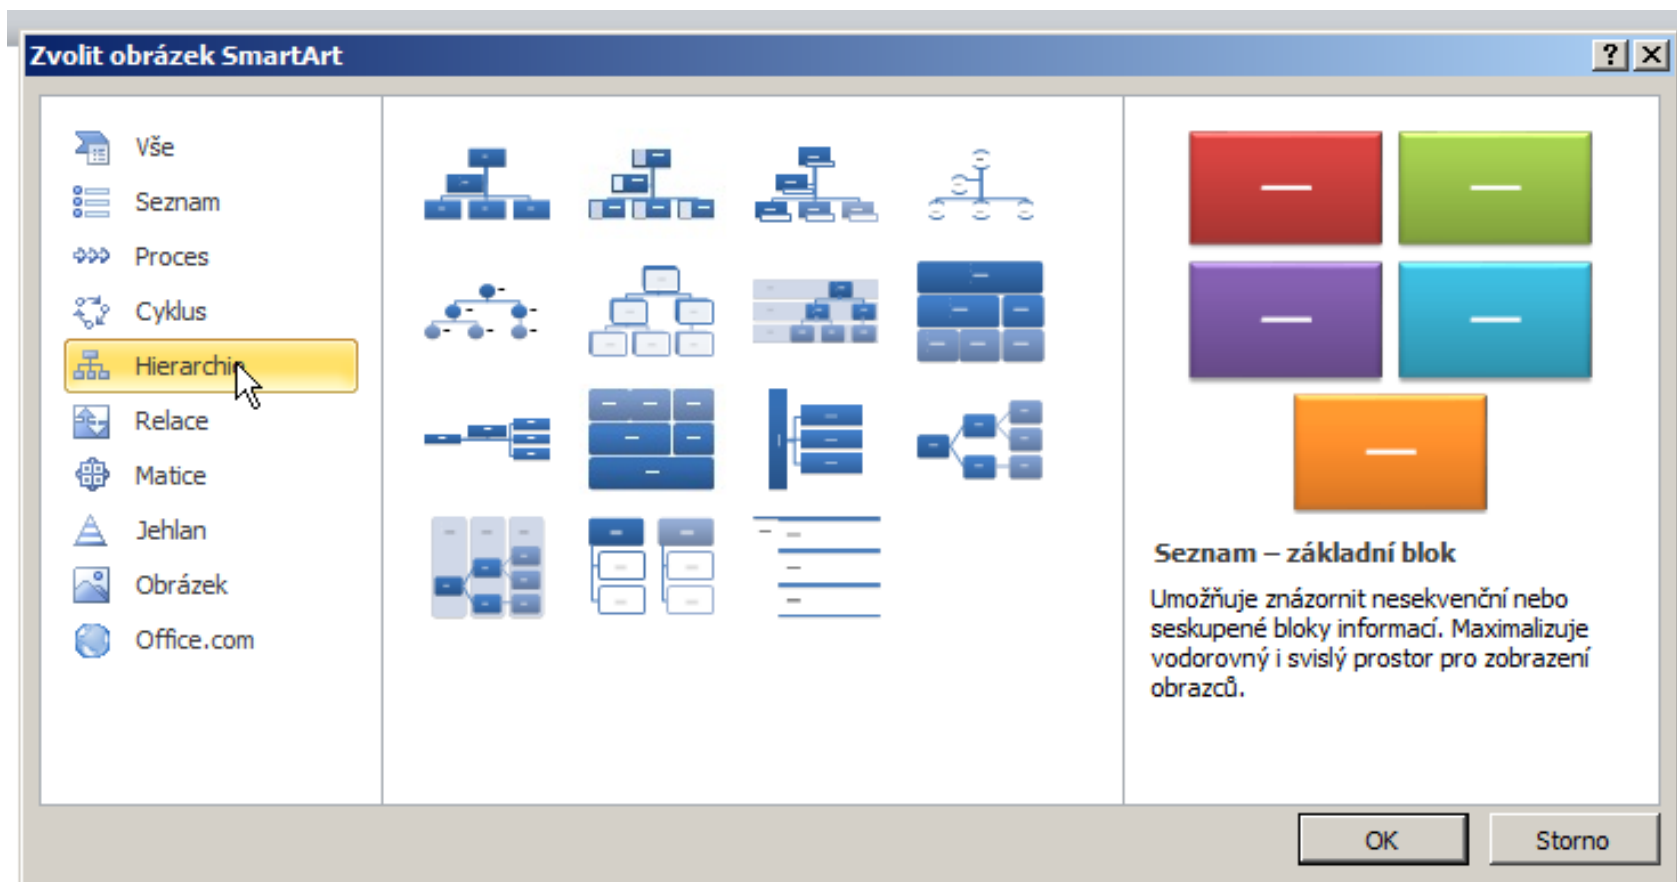 Zvolit obrázek SmartArt
Vše
Seznam
Proces
Cyklus
Hierarchie
Relace
Matice
Jehlan
Obrázek
Office.com
Seznam – základní blok
Umožňuje znázornit nesekvenční nebo
seskupené bloky informací. Maximalizuje
vodorovný i svislý prostor pro zobrazení
obrazců.
OK
Storno